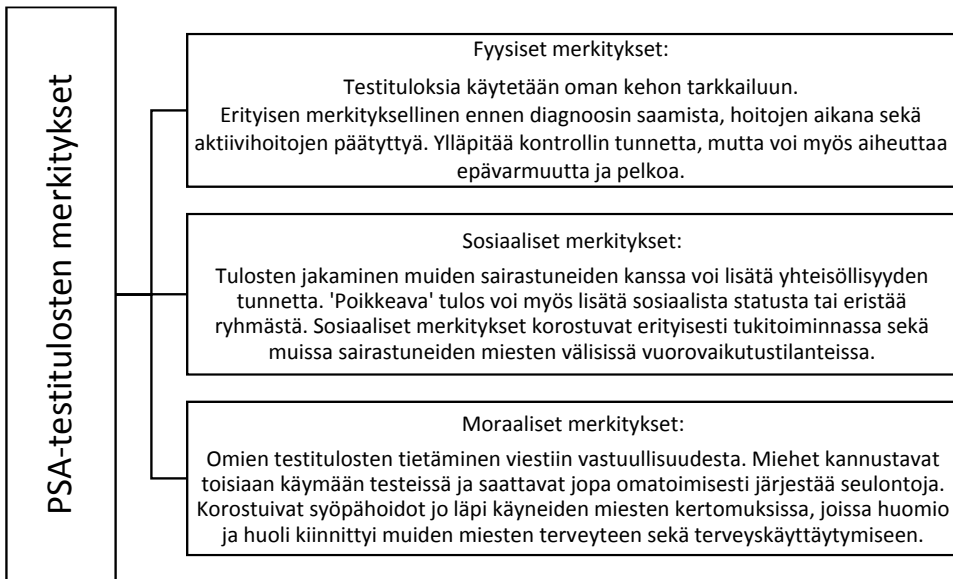 PSA-testitulosten merkitykset
Fyysiset merkitykset:
Testituloksia käytetään oman kehon tarkkailuun.
Erityisen merkityksellinen ennen diagnoosin saamista, hoitojen aikana sekä
aktiivihoitojen päätyttyä. Ylläpitää kontrollin tunnetta, mutta voi myös aiheuttaa
epävarmuutta ja pelkoa.
Sosiaaliset merkitykset:
Tulosten jakaminen muiden sairastuneiden kanssa voi lisätä yhteisöllisyyden
tunnetta. 'Poikkeava' tulos voi myös lisätä sosiaalista statusta tai eristää
ryhmästä. Sosiaaliset merkitykset korostuvat erityisesti tukitoiminnassa sekä
muissa sairastuneiden miesten välisissä vuorovaikutustilanteissa.
Moraaliset merkitykset:
Omien testitulosten tietäminen viestiin vastuullisuudesta. Miehet kannustavat
toisiaan käymään testeissä ja saattavat jopa omatoimisesti järjestää seulontoja.
Korostuivat syöpähoidot jo läpi käyneiden miesten kertomuksissa, joissa huomio
ja huoli kiinnittyi muiden miesten terveyteen sekä terveyskäyttäytymiseen.